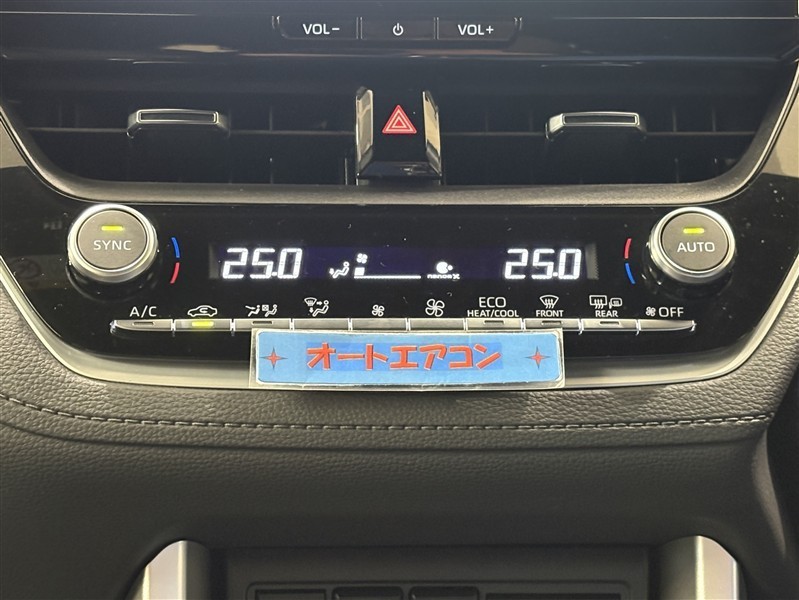 VOL− VOL+
SYNC 25.0 nanoe X 25.0 AUTO
A/C ECO HEAT/COOL FRONT REAR OFF
オートエアコン